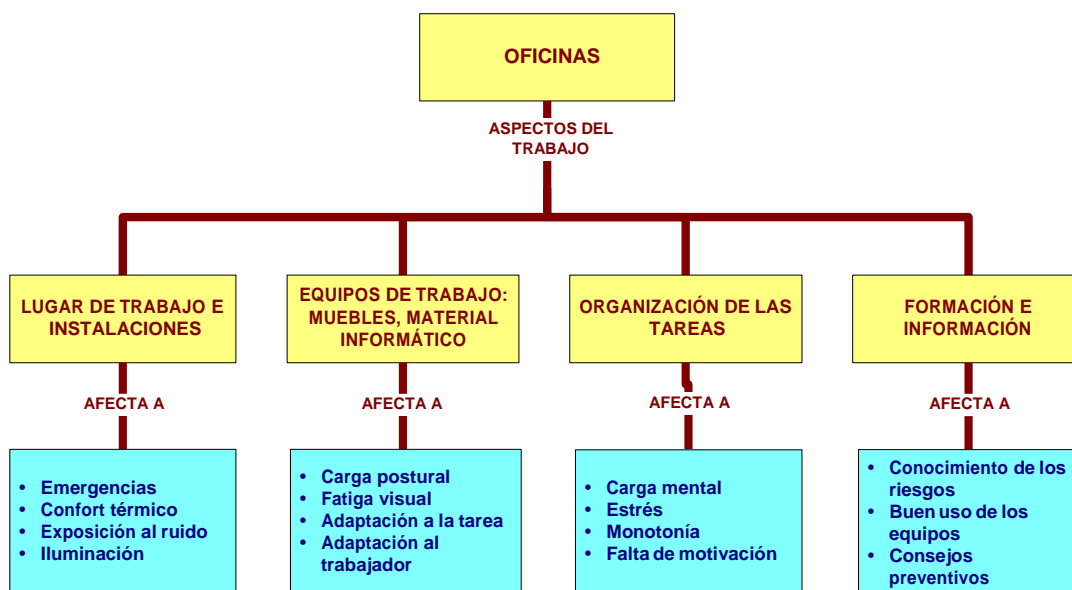 OFICINAS
ASPECTOS DEL
TRABAJO
LUGAR DE TRABAJO E
INSTALACIONES
EQUIPOS DE TRABAJO:
MUEBLES, MATERIAL
INFORMÁTICO
ORGANIZACIÓN DE LAS
TAREAS
FORMACIÓN E
INFORMACIÓN
AFECTA A
AFECTA A
AFECTA A
AFECTA A
• Emergencias
• Confort térmico
• Exposición al ruido
• Iluminación
• Carga postural
• Fatiga visual
• Adaptación a la tarea
• Adaptación al
trabajador
• Carga mental
• Estrés
• Monotonía
• Falta de motivación
• Conocimiento de los
riesgos
• Buen uso de los
equipos
• Consejos
preventivos